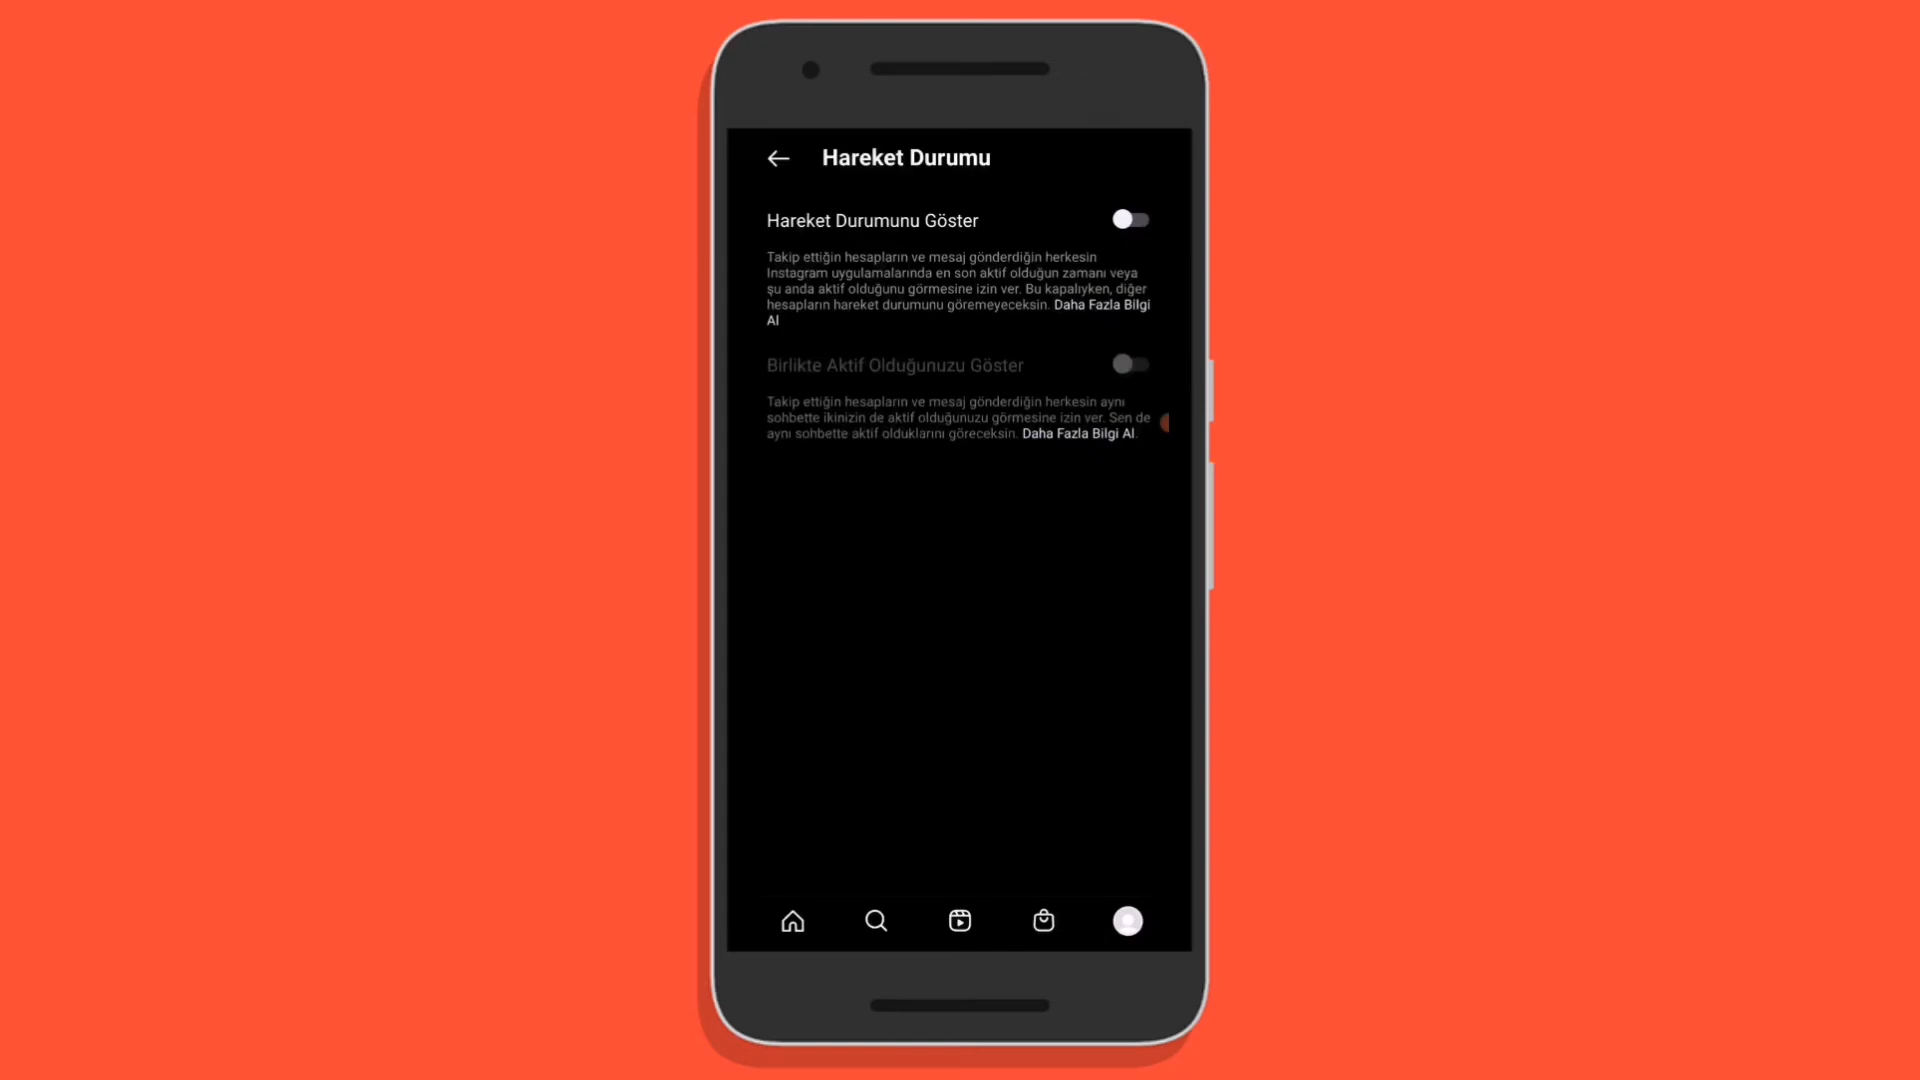 Hareket Durumu
Hareket Durumunu Göster
Takip ettiğin hesapların ve mesaj gönderdiğin herkesin
Instagram uygulamalarında en son aktif olduğun zamanı veya
şu anda aktif olduğunu görmesine izin ver. Bu kapalıyken, diğer
hesapların hareket durumunu göremeyeceksin. Daha Fazla Bilgi
Al
Birlikte Aktif Olduğunuzu Göster
Takip ettiğin hesapların ve mesaj gönderdiğin herkesin aynı
sohbette ikinizin de aktif olduğunuzu görmesine izin ver. Sen de
aynı sohbette aktif olduklarını göreceksin. Daha Fazla Bilgi Al.